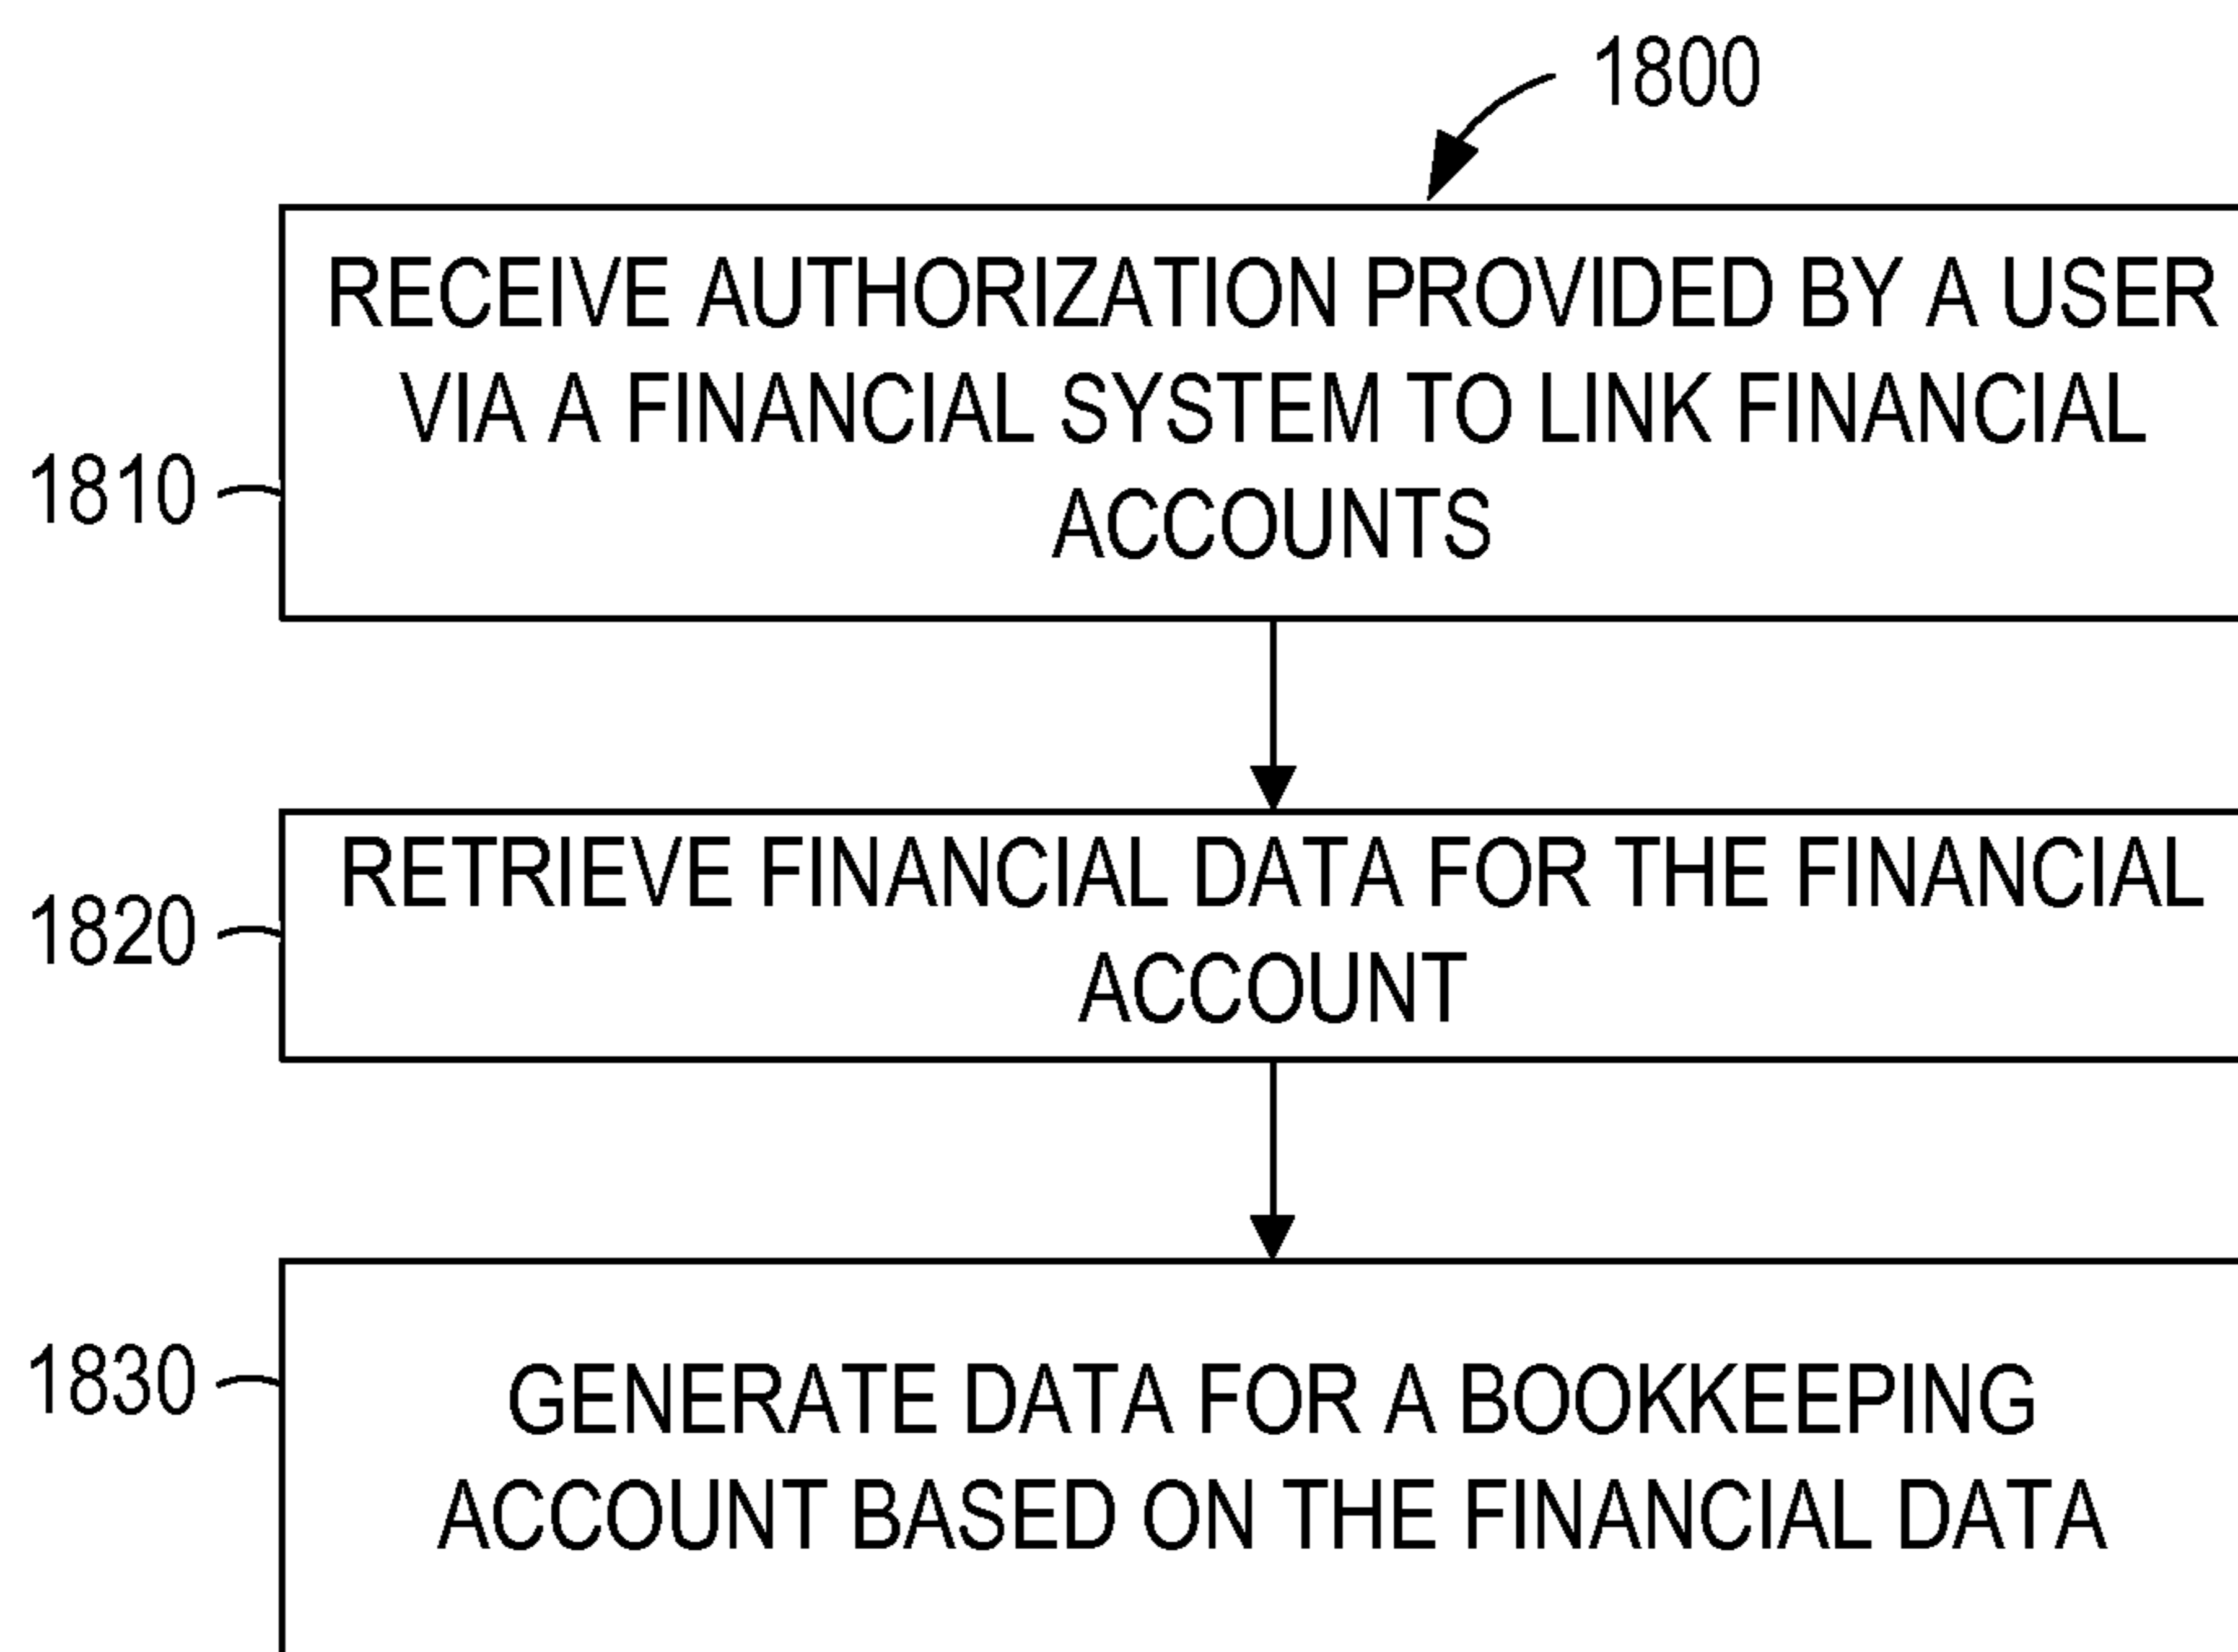 1800
RECEIVE AUTHORIZATION PROVIDED BY A USER
VIA A FINANCIAL SYSTEM TO LINK FINANCIAL
ACCOUNTS
1810
RETRIEVE FINANCIAL DATA FOR THE FINANCIAL
ACCOUNT
1820
GENERATE DATA FOR A BOOKKEEPING
ACCOUNT BASED ON THE FINANCIAL DATA
1830